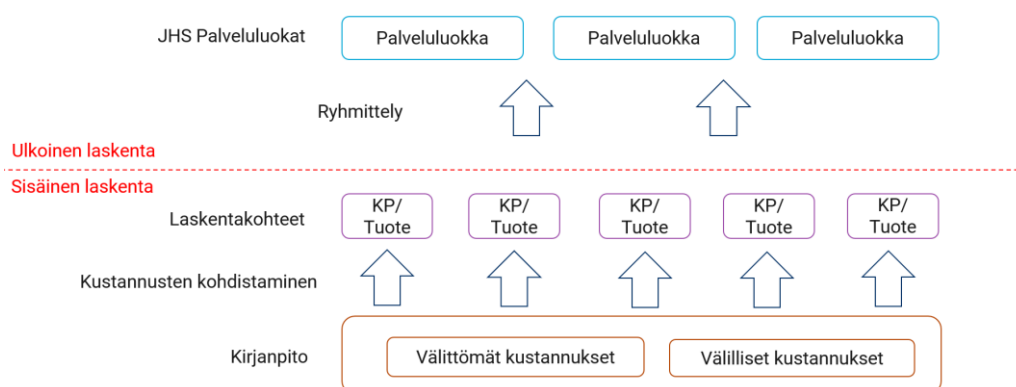 JHS Palveluluokat
Palveluluokka
Palveluluokka
Palveluluokka
Ryhmittely
Ulkoinen laskenta
Sisäinen laskenta
Laskentakohteet
KP/
Tuote
KP/
Tuote
KP/
Tuote
KP/
Tuote
KP/
Tuote
Kustannusten kohdistaminen
Kirjanpito
Välittömät kustannukset
Välilliset kustannukset